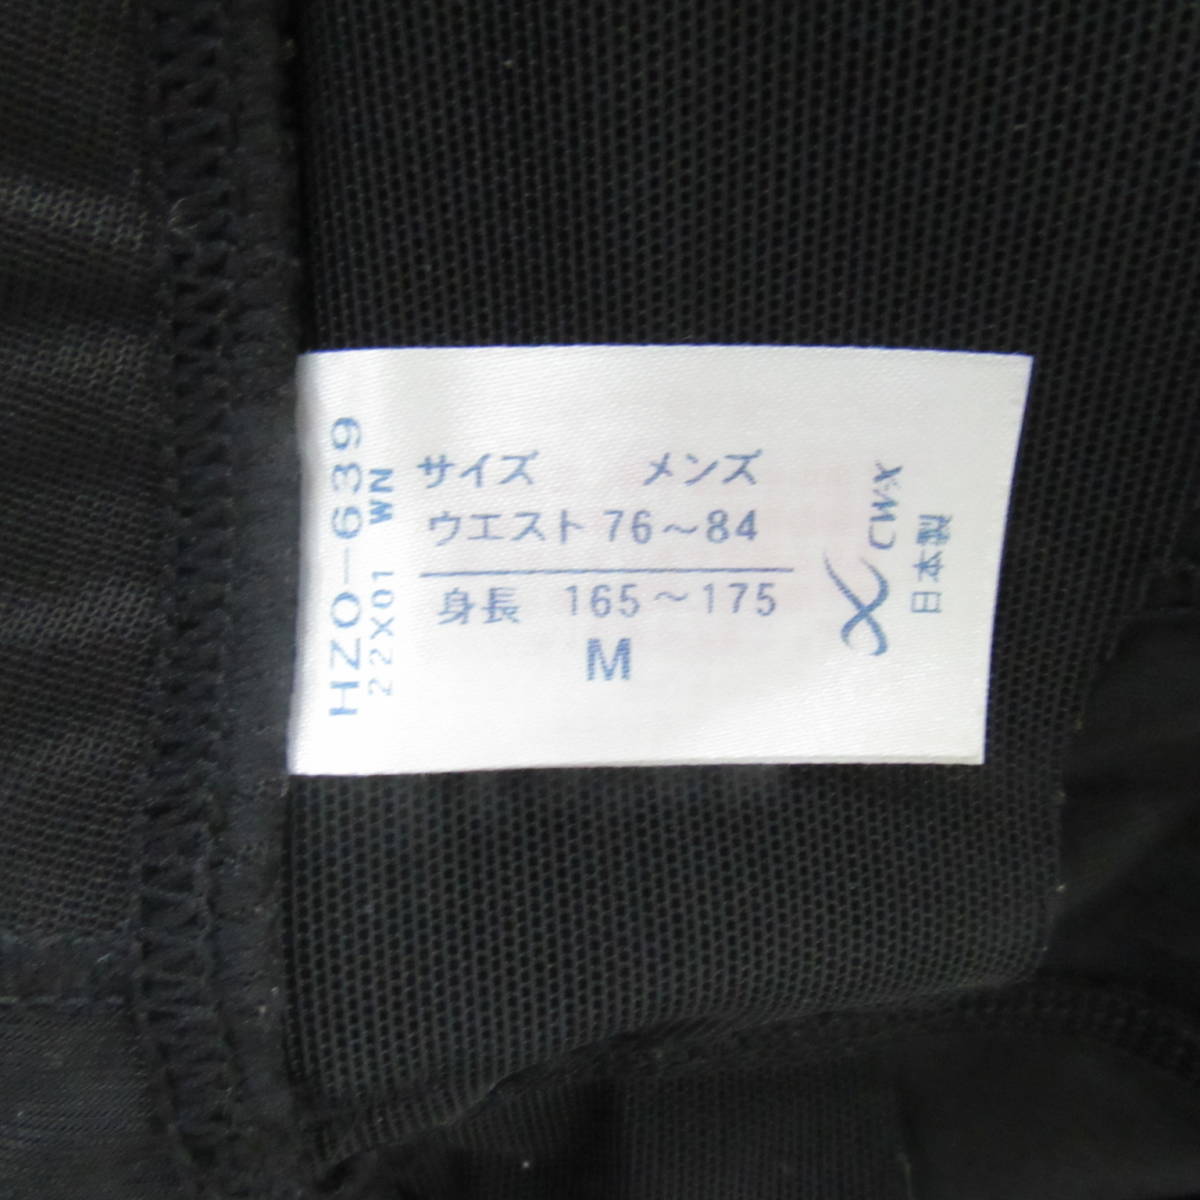 HZO-639
22X01 WN
サイズ メンズ
ウエスト 76～84
身長 165～175
M
CW-X
日本製